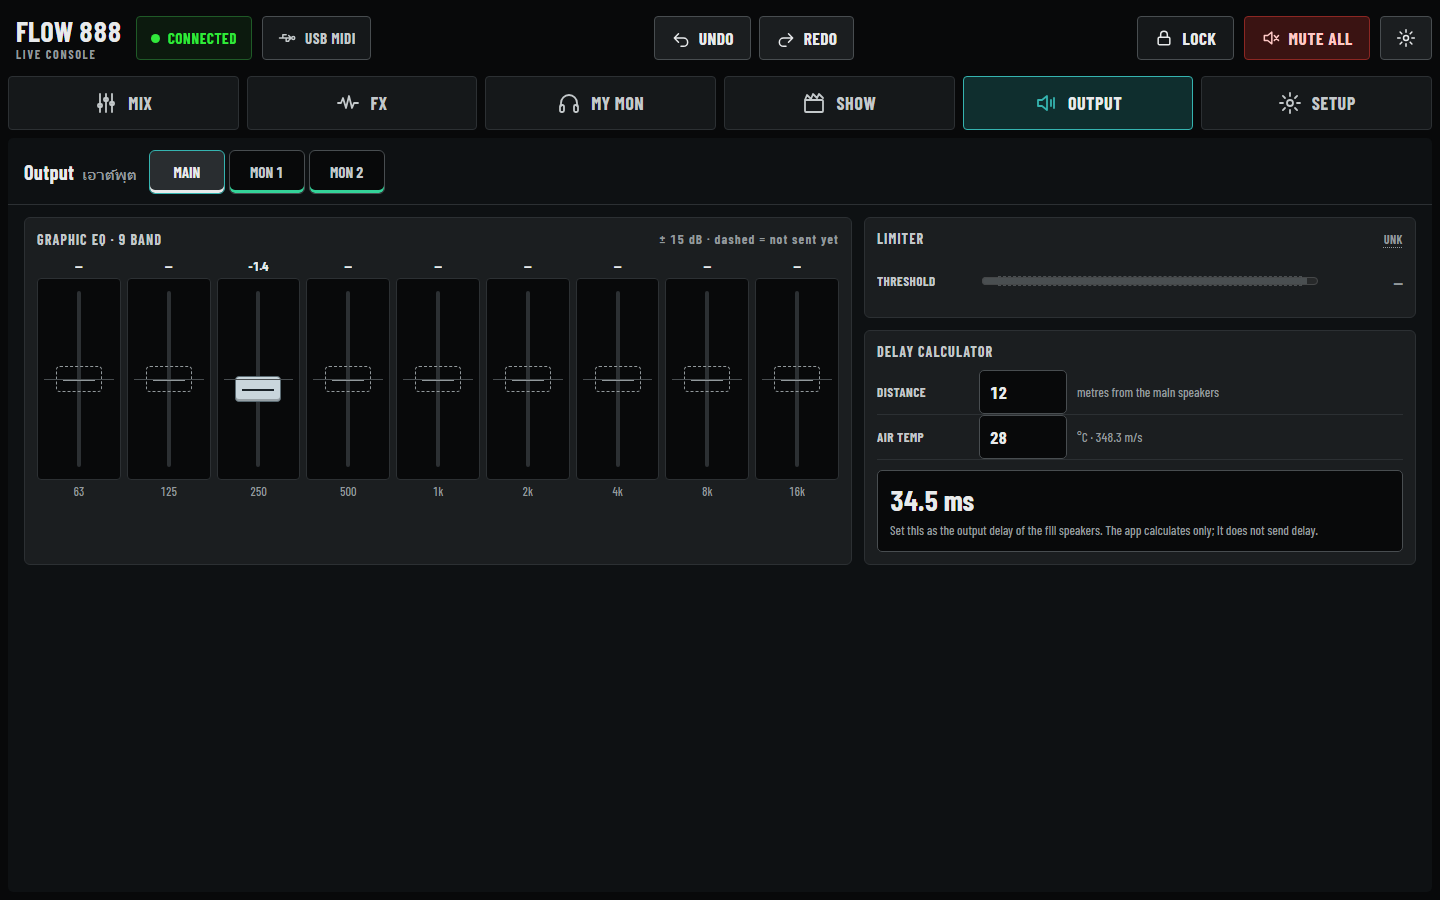 FLOW 888
LIVE CONSOLE
CONNECTED
USB MIDI
UNDO
REDO
LOCK
MUTE ALL
MIX
FX
MY MON
SHOW
OUTPUT
SETUP
Output เอาต์พุต
MAIN
MON 1
MON 2
GRAPHIC EQ · 9 BAND
± 15 dB · dashed = not sent yet
– – -1.4 – – – – – –
63 125 250 500 1k 2k 4k 8k 16k
LIMITER
UNK
THRESHOLD –
DELAY CALCULATOR
DISTANCE 12 metres from the main speakers
AIR TEMP 28 °C · 348.3 m/s
34.5 ms
Set this as the output delay of the fill speakers. The app calculates only; it does not send delay.